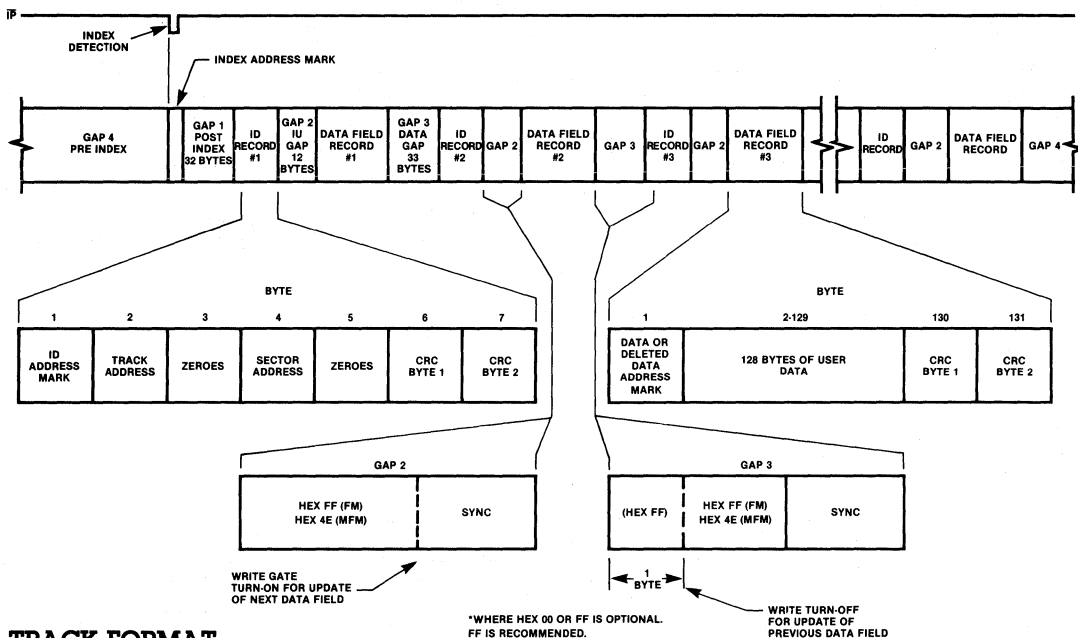 IP
INDEX
DETECTION
INDEX ADDRESS MARK
GAP 4
PRE INDEX
GAP 1
POST
INDEX
32 BYTES
ID
RECORD
#1
GAP 2
IU
GAP
12
BYTES
DATA FIELD
RECORD
#1
GAP 3
DATA
GAP
33
BYTES
ID
RECORD
#2
GAP 2
DATA FIELD
RECORD
#2
GAP 3
ID
RECORD
#3
GAP 2
DATA FIELD
RECORD
#3
ID
RECORD
GAP 2
DATA FIELD
RECORD
GAP 4
BYTE
1 2 3 4 5 6 7
ID
ADDRESS
MARK
TRACK
ADDRESS
ZEROES
SECTOR
ADDRESS
ZEROES
CRC
BYTE 1
CRC
BYTE 2
BYTE
1 2-129 130 131
DATA OR
DELETED
DATA
ADDRESS
MARK
128 BYTES OF USER
DATA
CRC
BYTE 1
CRC
BYTE 2
GAP 2
HEX FF (FM)
HEX 4E (MFM)
SYNC
WRITE GATE
TURN-ON FOR UPDATE
OF NEXT DATA FIELD
GAP 3
(HEX FF)
HEX FF (FM)
HEX 4E (MFM)
SYNC
1
BYTE
WRITE TURN-OFF
FOR UPDATE OF
PREVIOUS DATA FIELD
*WHERE HEX 00 OR FF IS OPTIONAL.
FF IS RECOMMENDED.
TRACK FORMAT